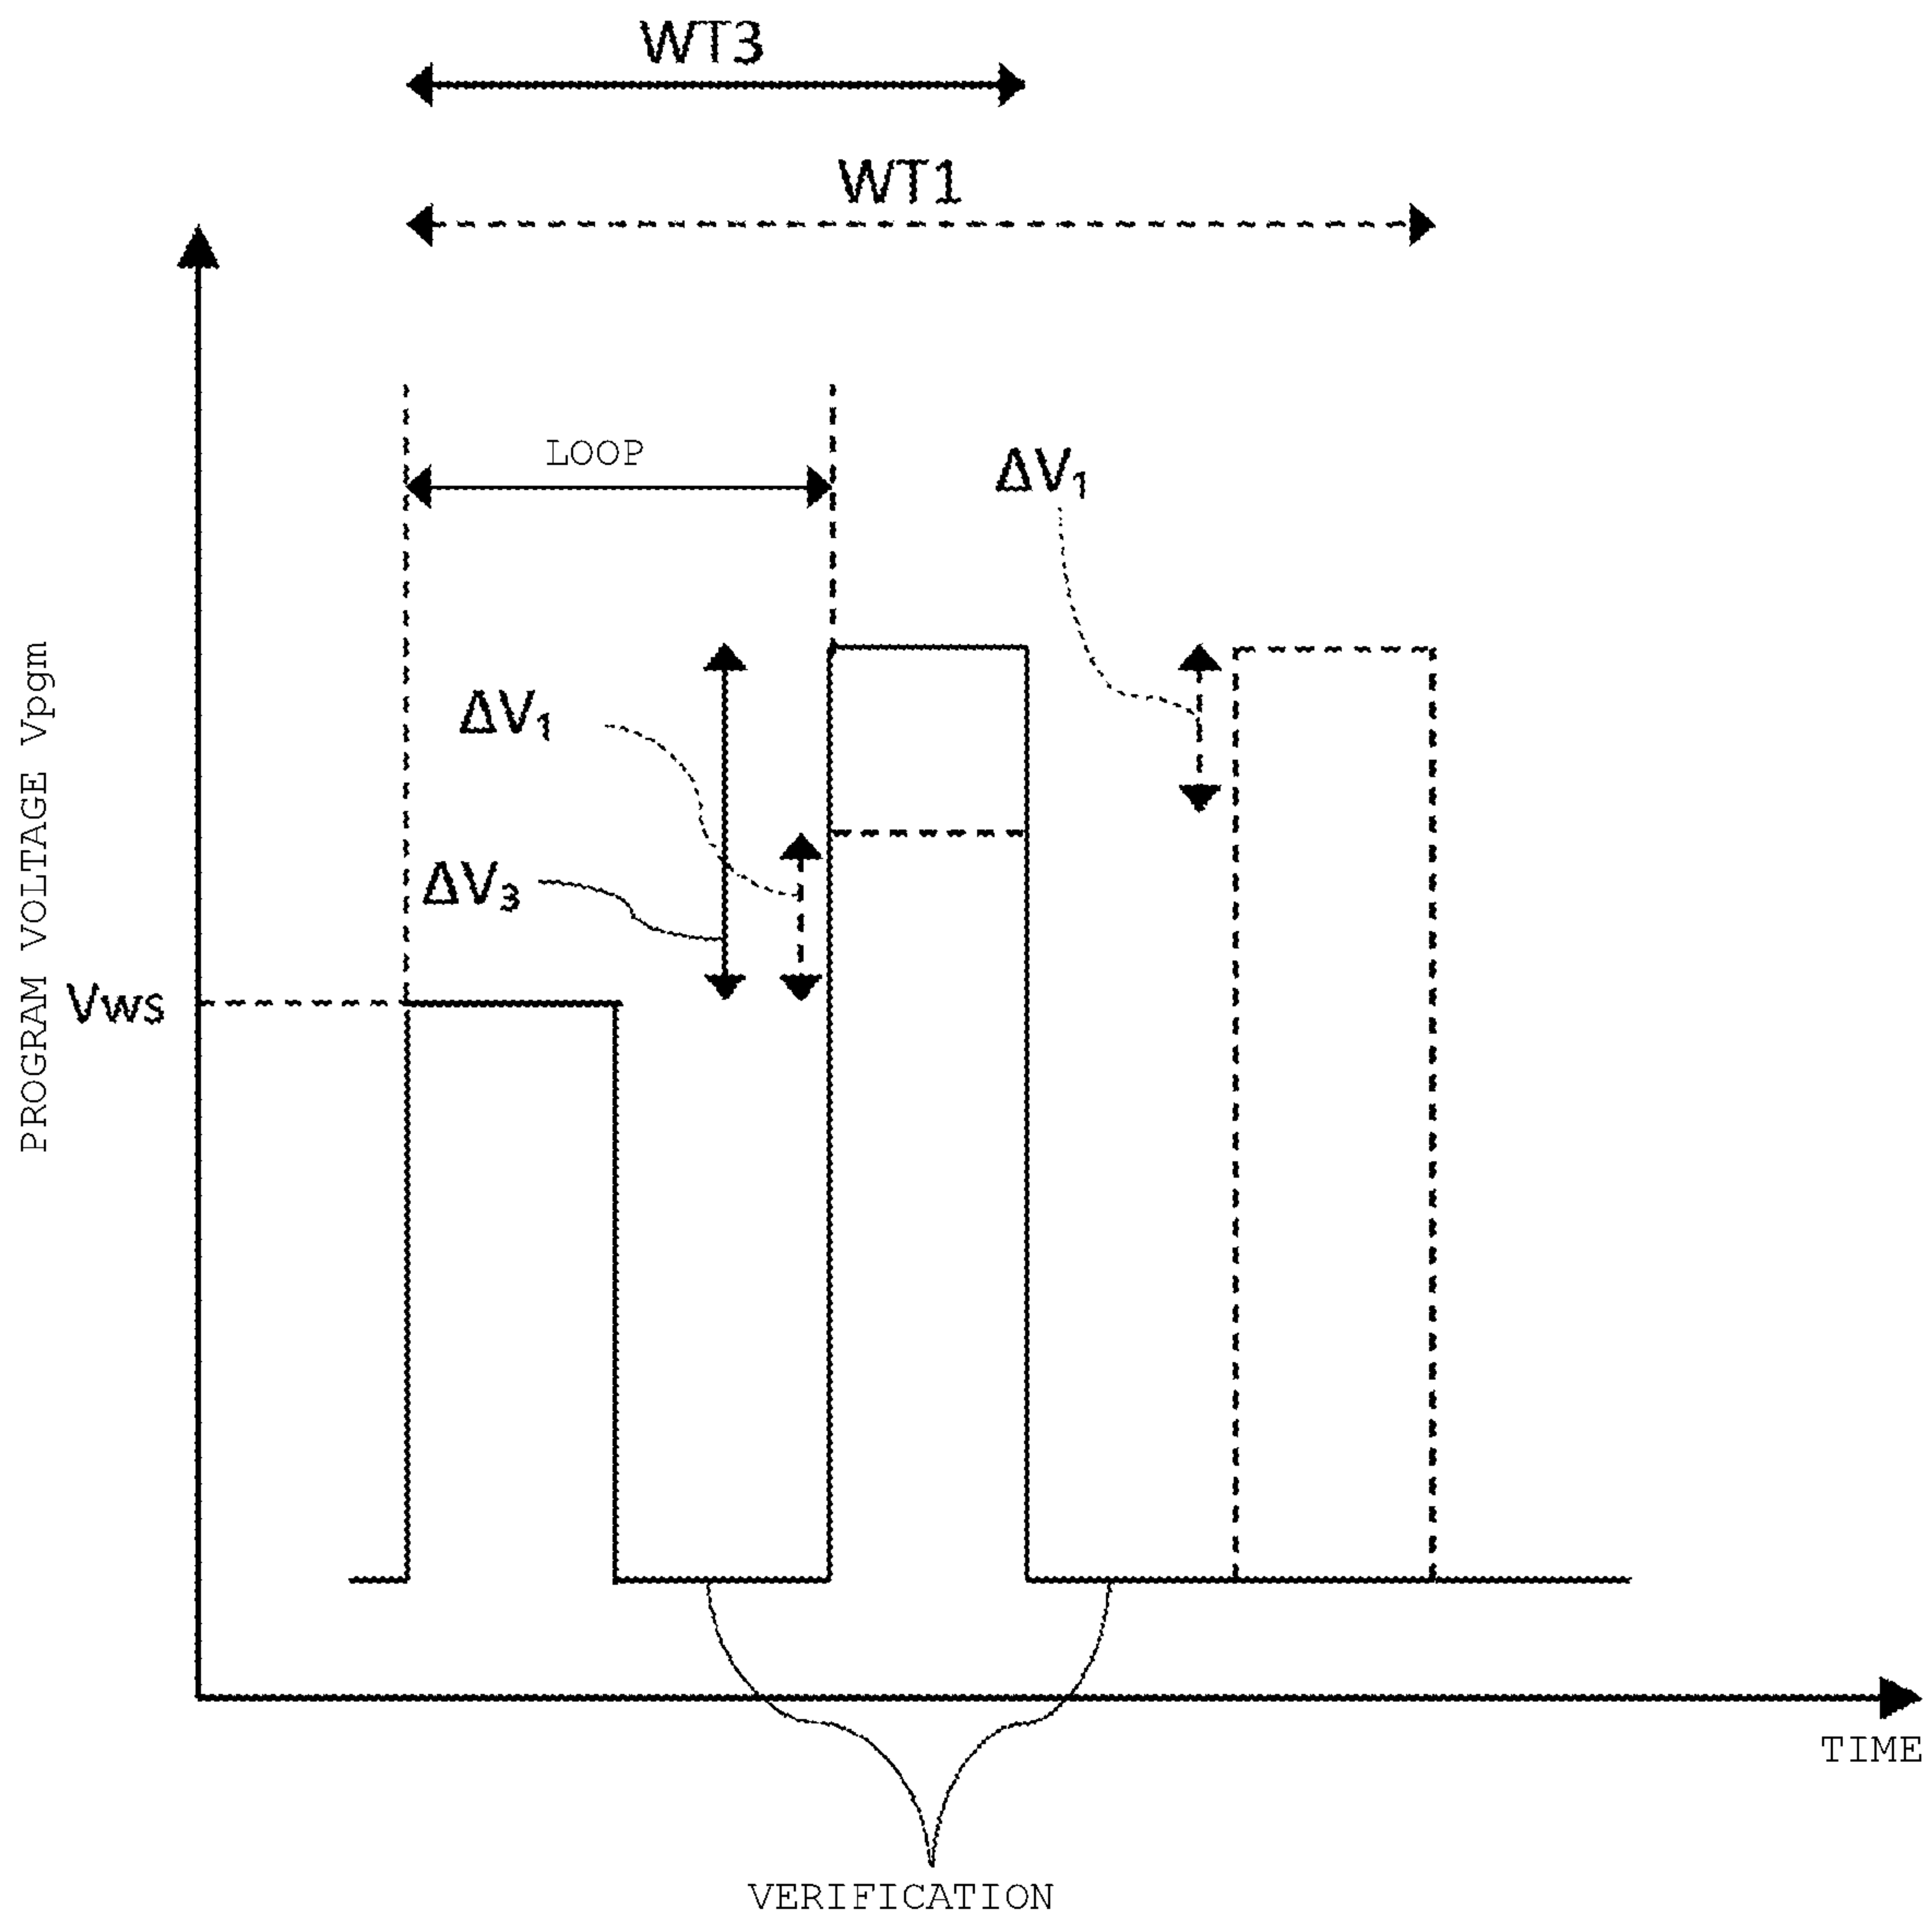 WT3
WT1
LOOP
ΔV₁
ΔV₁
ΔV₃
Vws
PROGRAM VOLTAGE Vpgm
TIME
VERIFICATION